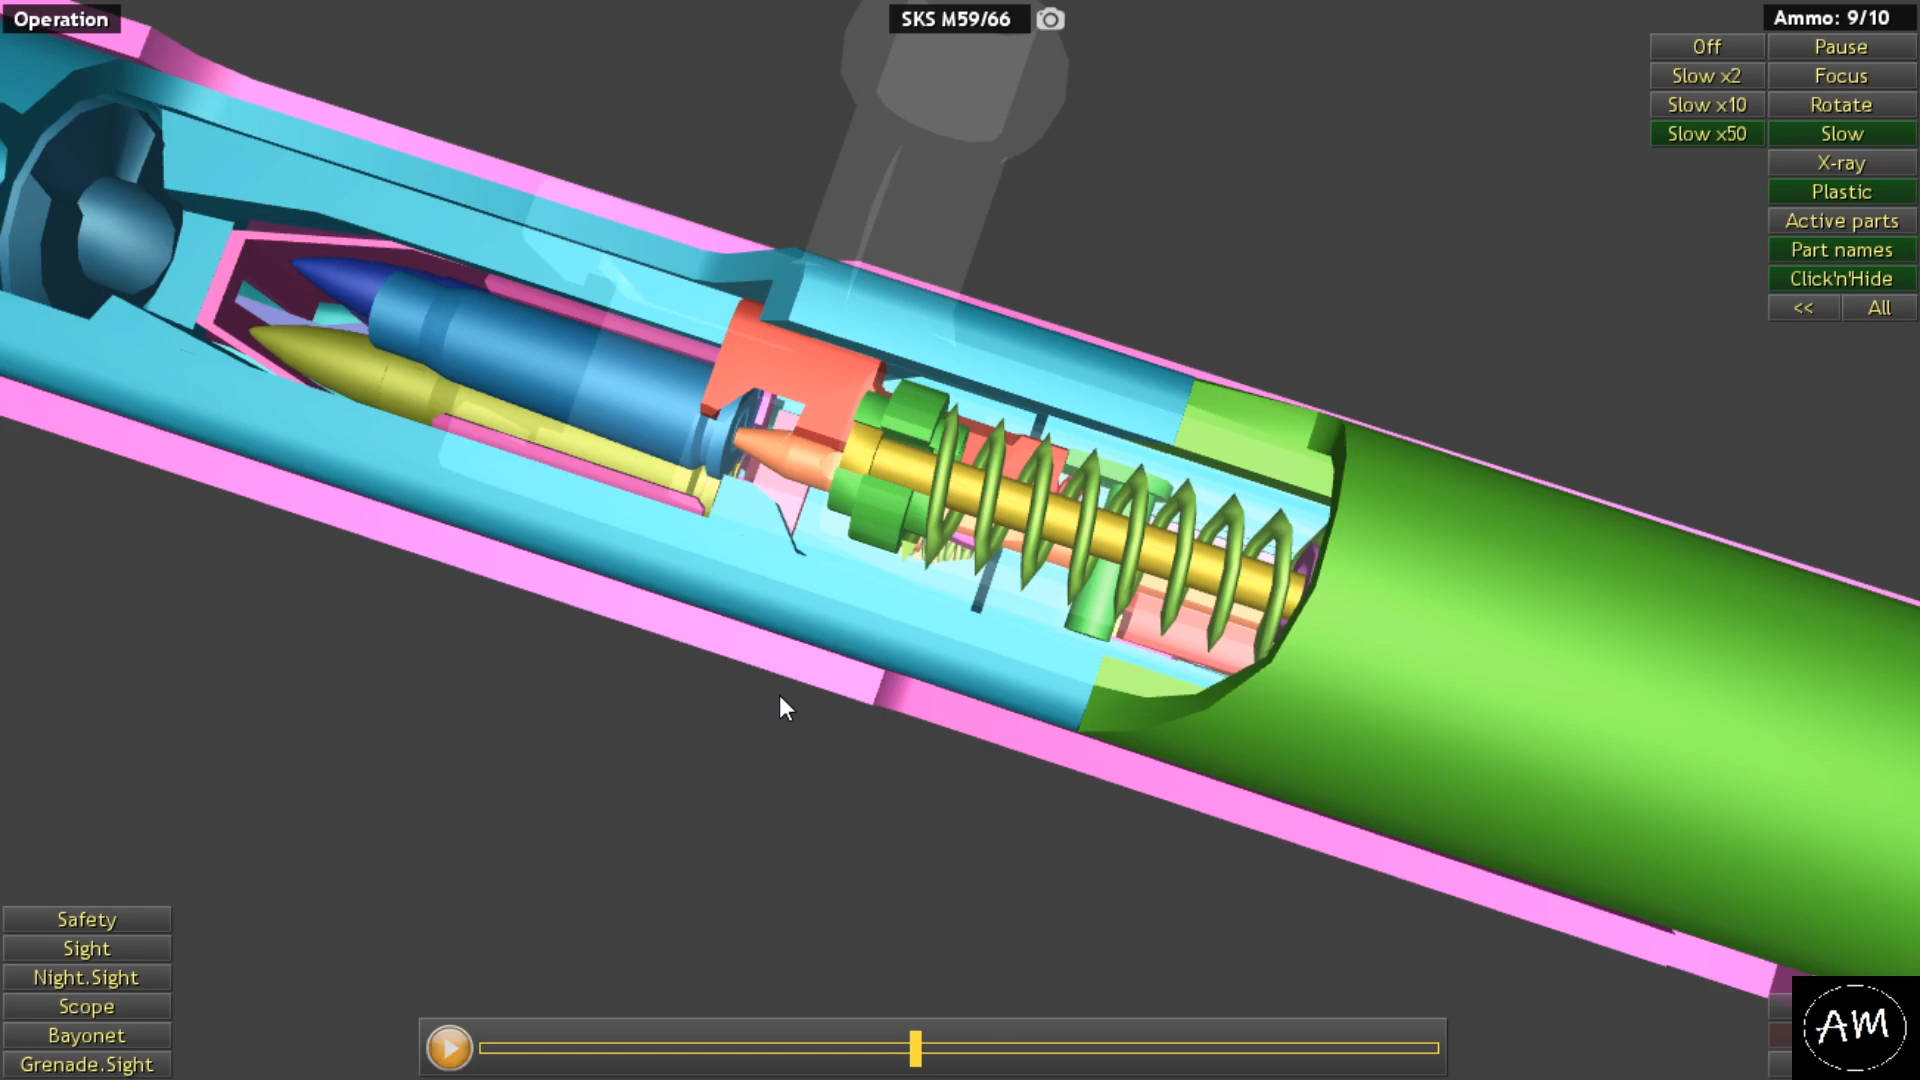 Operation
SKS M59/66
Ammo: 9/10
Off
Pause
Slow x2
Focus
Slow x10
Rotate
Slow x50
Slow
X-ray
Plastic
Active parts
Part names
Click'n'Hide
<<
All
Safety
Sight
Night.Sight
Scope
Bayonet
Grenade.Sight
AM